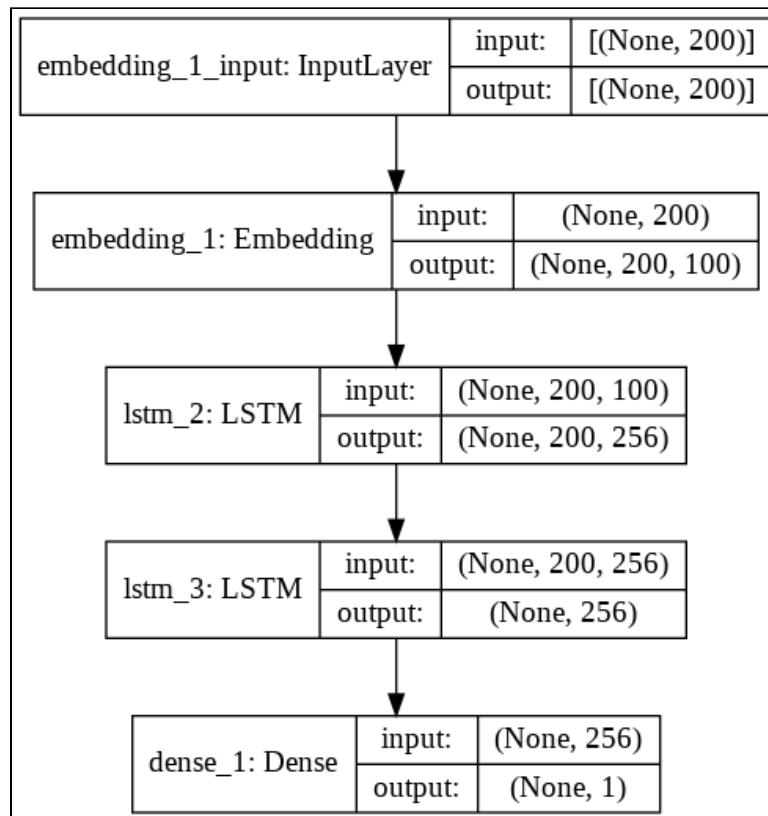 embedding_1_input: InputLayer
input: [(None, 200)]
output: [(None, 200)]
embedding_1: Embedding
input: (None, 200)
output: (None, 200, 100)
lstm_2: LSTM
input: (None, 200, 100)
output: (None, 200, 256)
lstm_3: LSTM
input: (None, 200, 256)
output: (None, 256)
dense_1: Dense
input: (None, 256)
output: (None, 1)